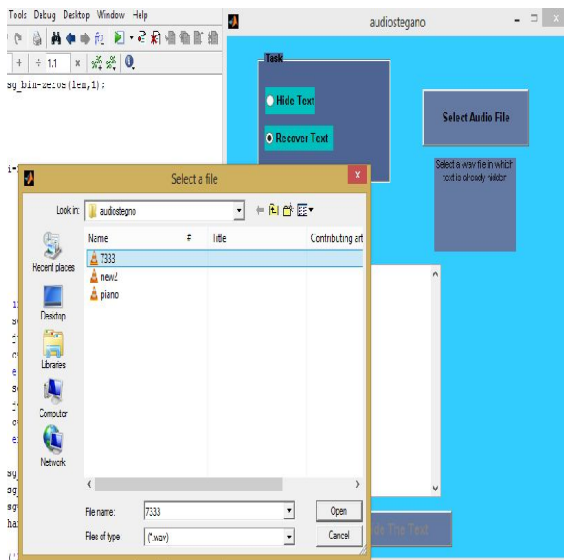 Tools Debug Desktop Window Help
+ ÷ 1.1 ×
sg_bin=zeros(len,1);
audiostegano
Task
Hide Text
Recover Text
Select Audio File
Select a wav file in which
text is already hidden
Select a file
Look in: audiostegno
Name # Title Contributing art
7333
new2
piano
Recent places
Desktop
Libraries
Computer
Network
File name: 7333 Open
Files of type (*.wav) Cancel
The Text